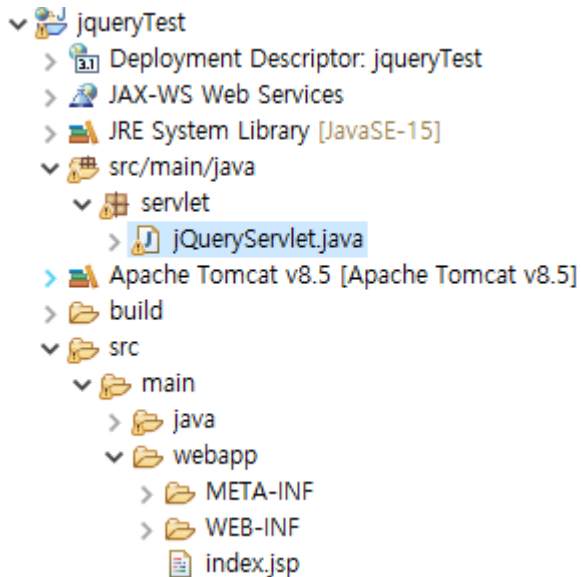 jqueryTest
3.1 Deployment Descriptor: jqueryTest
JAX-WS Web Services
JRE System Library [JavaSE-15]
src/main/java
servlet
J jQueryServlet.java
Apache Tomcat v8.5 [Apache Tomcat v8.5]
build
src
main
java
webapp
META-INF
WEB-INF
index.jsp